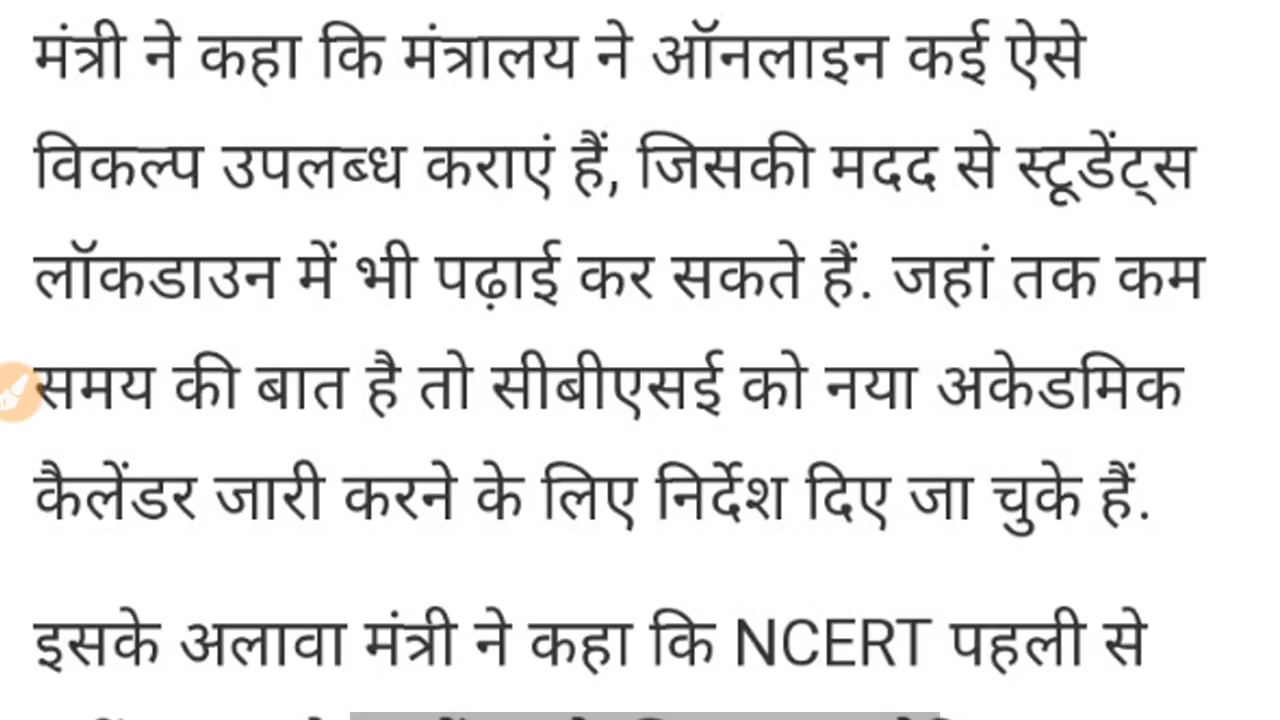 मंत्री ने कहा कि मंत्रालय ने ऑनलाइन कई ऐसे
विकल्प उपलब्ध कराएं हैं, जिसकी मदद से स्टूडेंट्स
लॉकडाउन में भी पढ़ाई कर सकते हैं. जहां तक कम
समय की बात है तो सीबीएसई को नया अकेडमिक
कैलेंडर जारी करने के लिए निर्देश दिए जा चुके हैं.
इसके अलावा मंत्री ने कहा कि NCERT पहली से